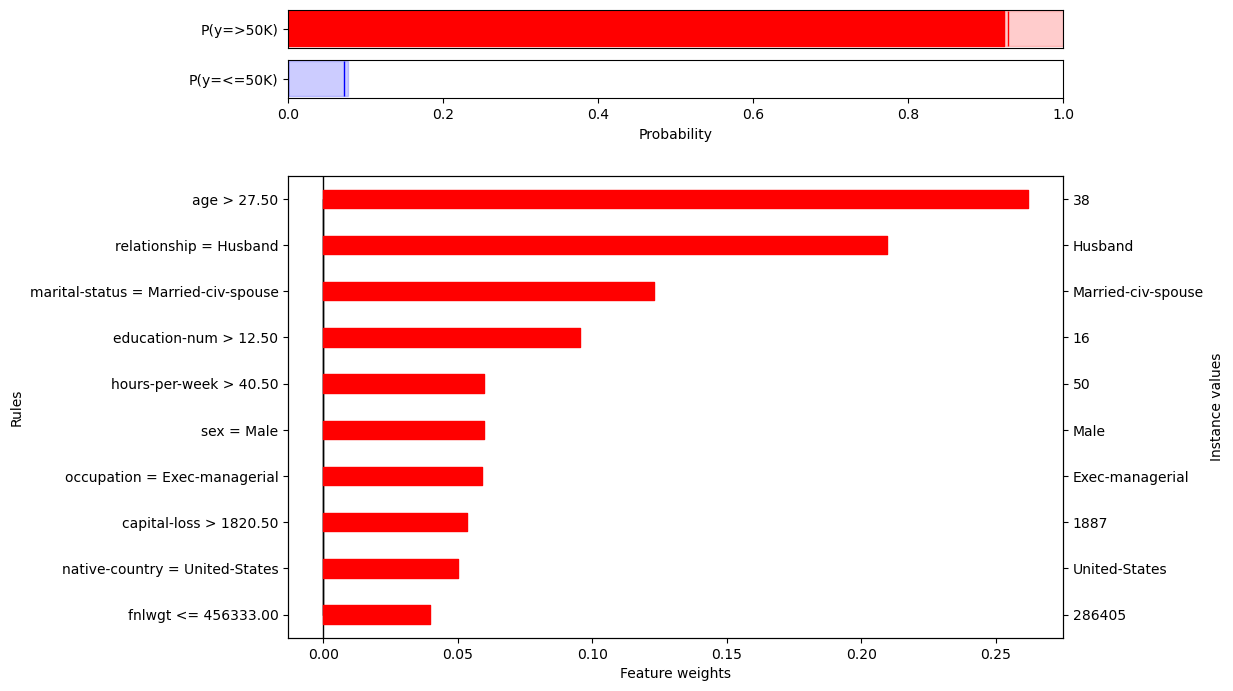 P(y=>50K)
P(y=<=50K)
0.0 0.2 0.4 0.6 0.8 1.0
Probability
age > 27.50 38
relationship = Husband Husband
marital-status = Married-civ-spouse Married-civ-spouse
education-num > 12.50 16
hours-per-week > 40.50 50
sex = Male Male
occupation = Exec-managerial Exec-managerial
capital-loss > 1820.50 1887
native-country = United-States United-States
fnlwgt <= 456333.00 286405
Rules
Instance values
0.00 0.05 0.10 0.15 0.20 0.25
Feature weights